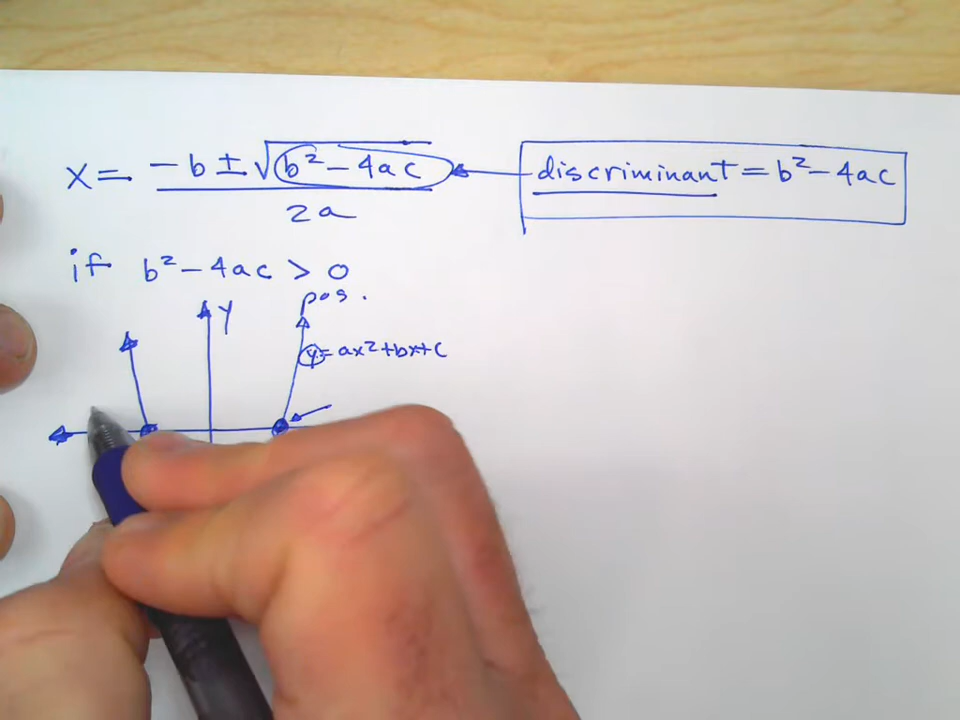 x = -b ± √b² - 4ac / 2a
discriminant = b² - 4ac
if b² - 4ac > 0
pos.
y
y = ax² + bx + c